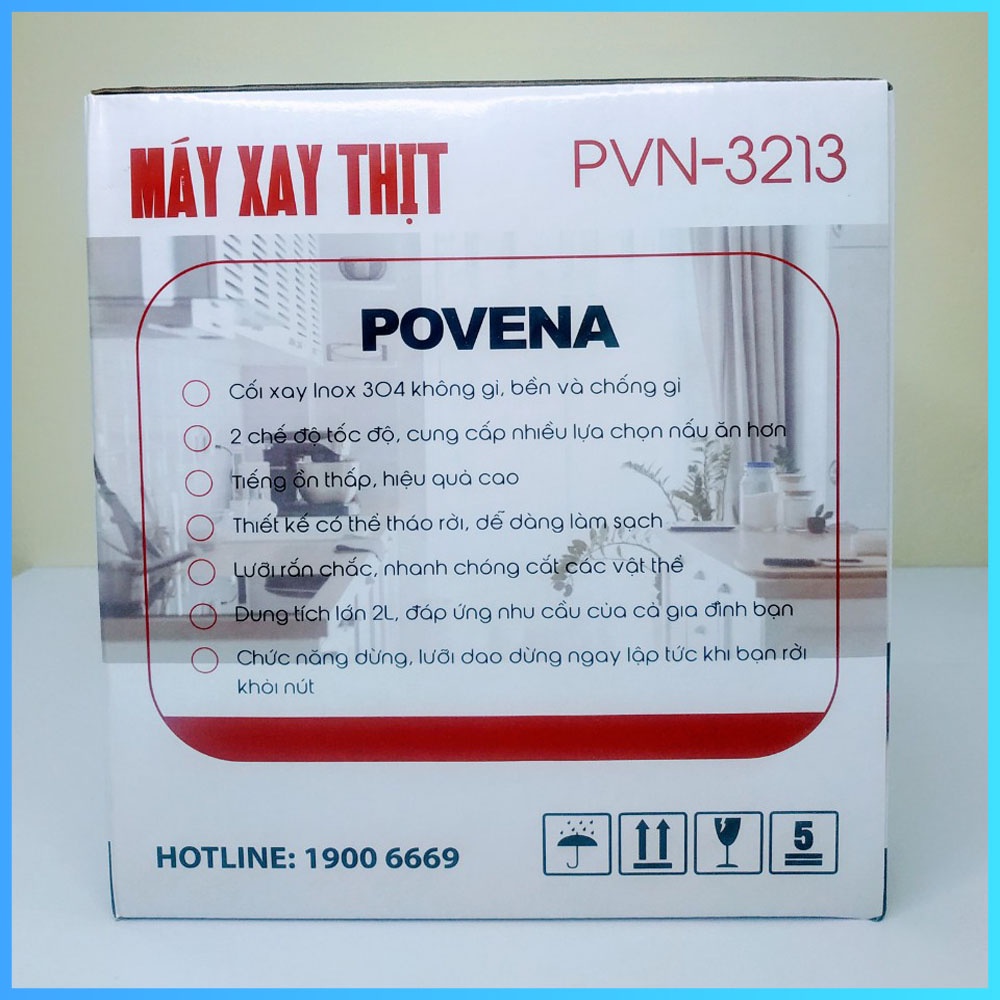 MÁY XAY THỊT
PVN-3213
POVENA
Cối xay Inox 304 không gỉ, bền và chống gỉ
2 chế độ tốc độ, cung cấp nhiều lựa chọn nấu ăn hơn
Tiếng ồn thấp, hiệu quả cao
Thiết kế có thể tháo rời, dễ dàng làm sạch
Lưỡi rắn chắc, nhanh chóng cắt các vật thể
Dung tích lớn 2L, đáp ứng nhu cầu của cả gia đình bạn
Chức năng dừng, lưỡi dao dừng ngay lập tức khi bạn rời
khỏi nút
HOTLINE: 1900 6669
5